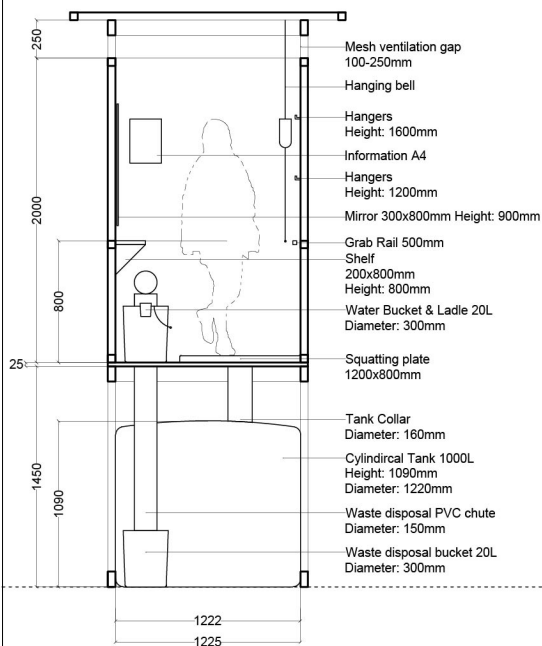 250
2000
800
25
1450
1090
Mesh ventilation gap
100-250mm
Hanging bell
Hangers
Height: 1600mm
Information A4
Hangers
Height: 1200mm
Mirror 300x800mm Height: 900mm
Grab Rail 500mm
Shelf
200x800mm
Height: 800mm
Water Bucket & Ladle 20L
Diameter: 300mm
Squatting plate
1200x800mm
Tank Collar
Diameter: 160mm
Cylindircal Tank 1000L
Height: 1090mm
Diameter: 1220mm
Waste disposal PVC chute
Diameter: 150mm
Waste disposal bucket 20L
Diameter: 300mm
1222
1225